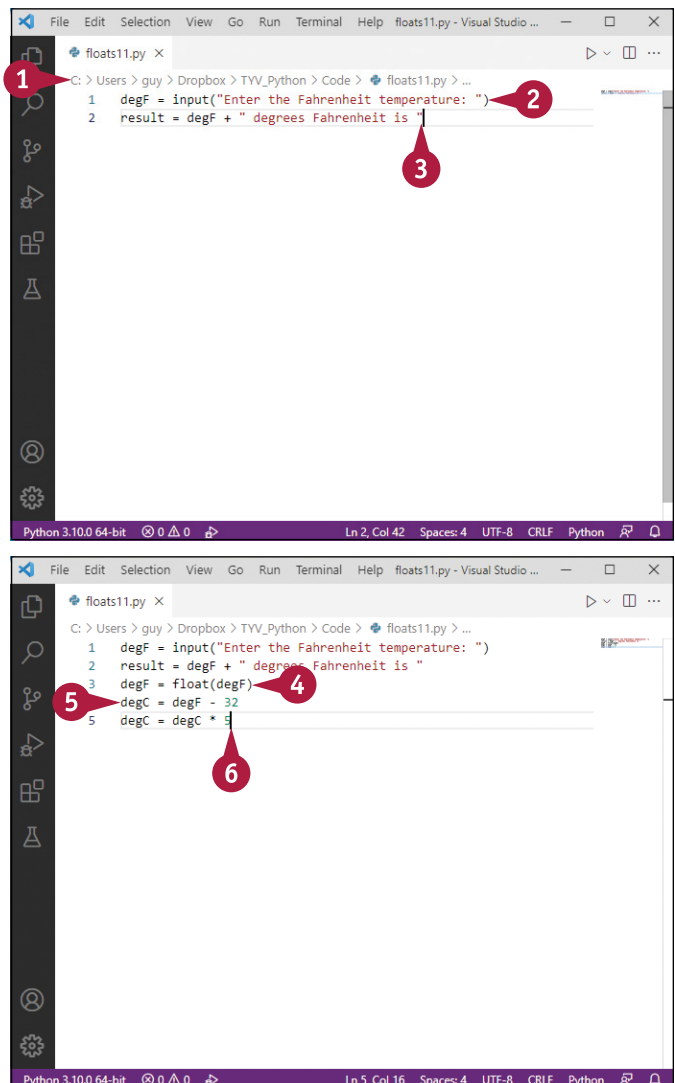 File Edit Selection View Go Run Terminal Help floats11.py - Visual Studio ...
floats11.py
1
C: > Users > guy > Dropbox > TYV_Python > Code > floats11.py > ...
1 degF = input("Enter the Fahrenheit temperature: ") 2
2 result = degF + " degrees Fahrenheit is "
3
Python 3.10.0 64-bit 0 0 Ln 2, Col 42 Spaces: 4 UTF-8 CRLF Python
File Edit Selection View Go Run Terminal Help floats11.py - Visual Studio ...
floats11.py
C: > Users > guy > Dropbox > TYV_Python > Code > floats11.py > ...
1 degF = input("Enter the Fahrenheit temperature: ")
2 result = degF + " degrees Fahrenheit is "
3 degF = float(degF) 4
5 degC = degF - 32
5 degC = degC * 5
6
Python 3.10.0 64-bit 0 0 Ln 5, Col 16 Spaces: 4 UTF-8 CRLF Python